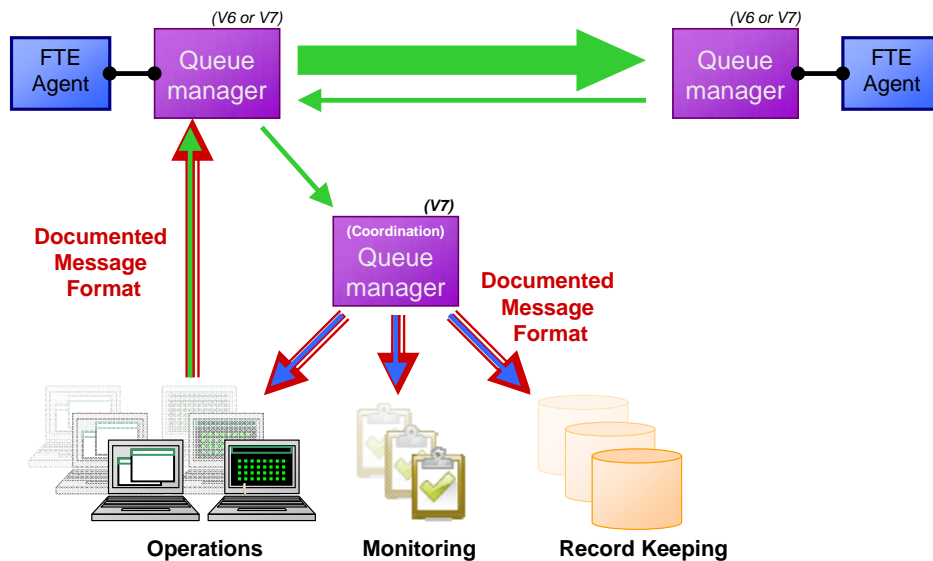 (V6 or V7)
(V6 or V7)
FTE
Agent
Queue
manager
Queue
manager
FTE
Agent
(V7)
(Coordination)
Queue
manager
Documented
Message
Format
Documented
Message
Format
Operations
Monitoring
Record Keeping